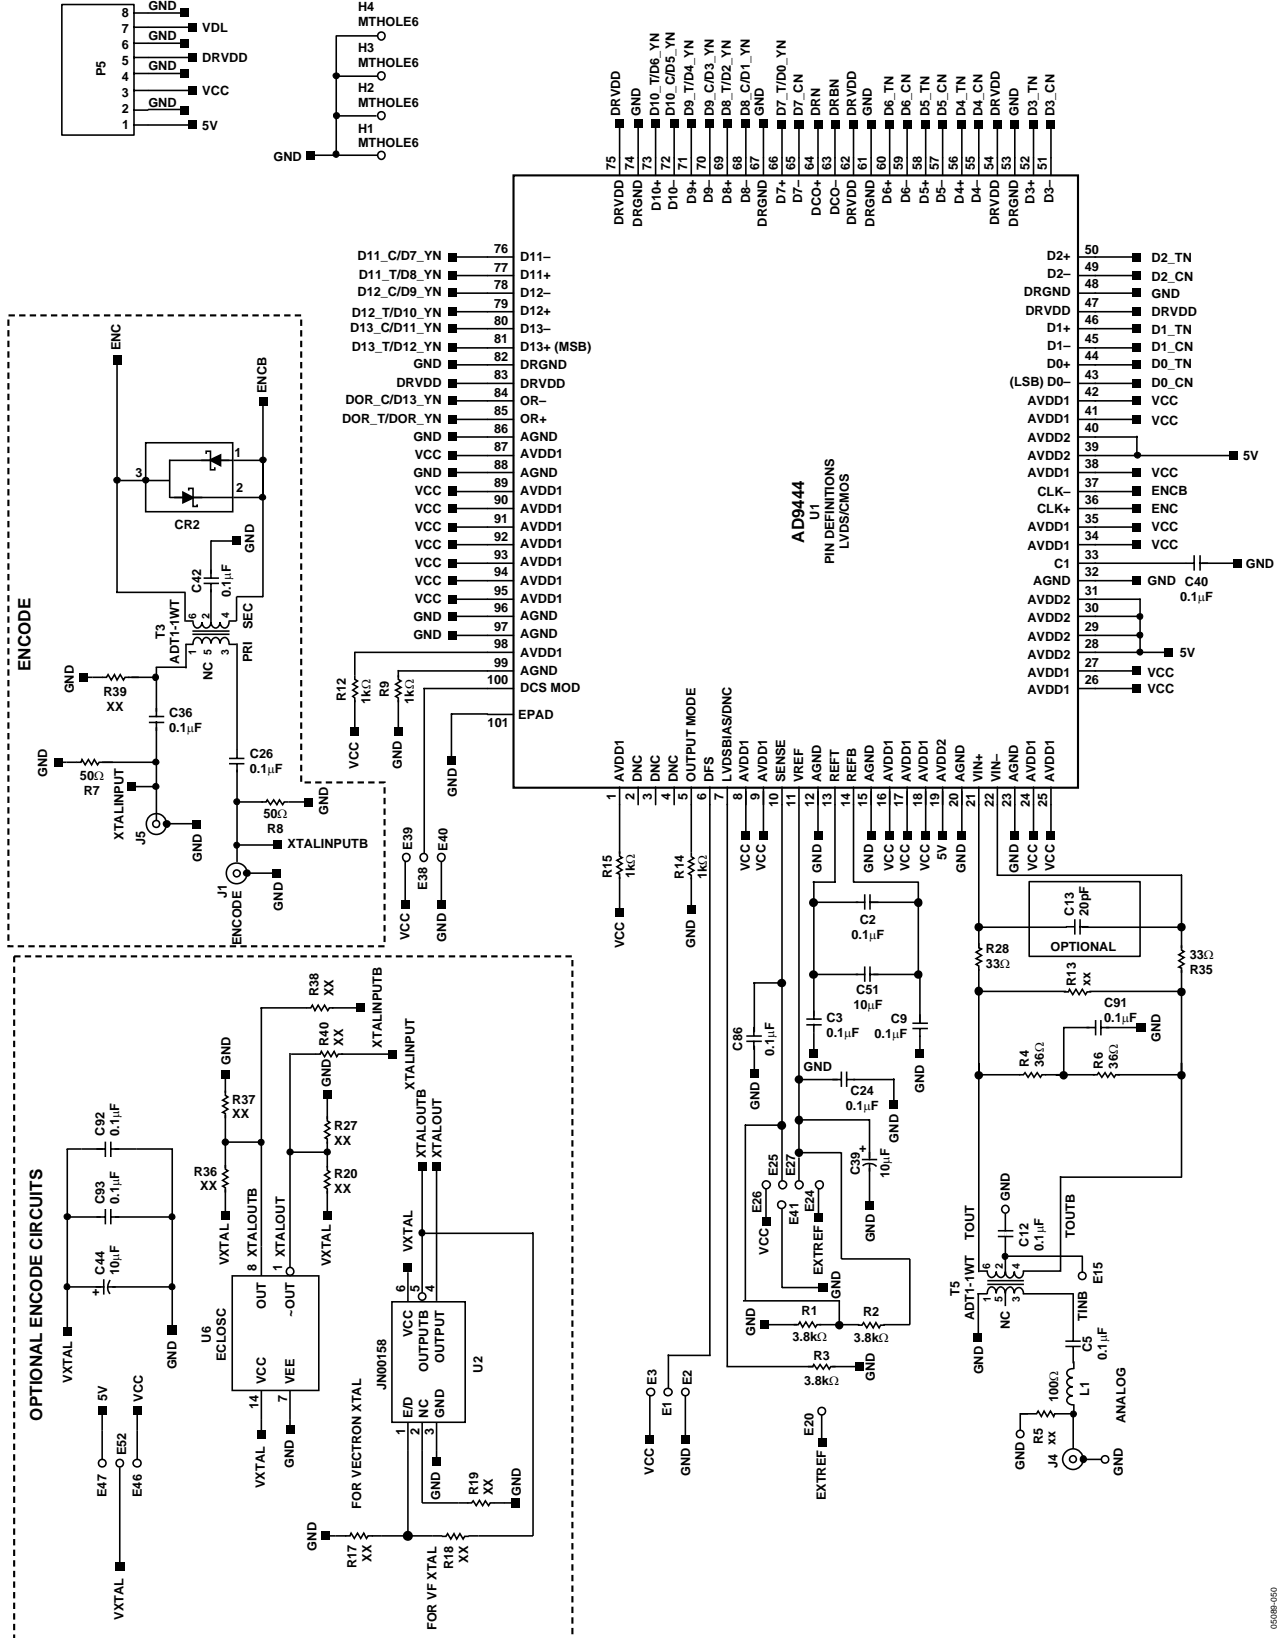 P5
8 GND
7 VDL
6 GND
5 DRVDD
4 GND
3 VCC
2 GND
1 5V
H4
MTHOLE6
H3
MTHOLE6
H2
MTHOLE6
H1
MTHOLE6
GND
AD9444
U1
PIN DEFINITIONS
LVDS/CMOS
DRVDD 75 DRVDD
GND 74 DRGND
D10_T/D6_YN 73 D10+
D10_C/D5_YN 72 D10–
D9_T/D4_YN 71 D9+
D9_C/D3_YN 70 D9–
D8_T/D2_YN 69 D8+
D8_C/D1_YN 68 D8–
GND 67 DRGND
D7_T/D0_YN 66 D7+
D7_CN 65 D7–
DRN 64 DCO+
DRBN 63 DCO–
DRVDD 62 DRVDD
GND 61 DRGND
D6_TN 60 D6+
D6_CN 59 D6–
D5_TN 58 D5+
D5_CN 57 D5–
D4_TN 56 D4+
D4_CN 55 D4–
DRVDD 54 DRVDD
GND 53 DRGND
D3_TN 52 D3+
D3_CN 51 D3–
D11_C/D7_YN 76 D11–
D11_T/D8_YN 77 D11+
D12_C/D9_YN 78 D12–
D12_T/D10_YN 79 D12+
D13_C/D11_YN 80 D13–
D13_T/D12_YN 81 D13+ (MSB)
GND 82 DRGND
DRVDD 83 DRVDD
DOR_C/D13_YN 84 OR–
DOR_T/DOR_YN 85 OR+
GND 86 AGND
VCC 87 AVDD1
GND 88 AGND
VCC 89 AVDD1
VCC 90 AVDD1
VCC 91 AVDD1
VCC 92 AVDD1
VCC 93 AVDD1
VCC 94 AVDD1
VCC 95 AVDD1
GND 96 AGND
GND 97 AGND
98 AVDD1
99 AGND
100 DCS MOD
101 EPAD
R12
1kΩ
VCC
R9
1kΩ
GND
GND
D2+ 50 D2_TN
D2– 49 D2_CN
DRGND 48 GND
DRVDD 47 DRVDD
D1+ 46 D1_TN
D1– 45 D1_CN
D0+ 44 D0_TN
(LSB) D0– 43 D0_CN
AVDD1 42 VCC
AVDD1 41 VCC
AVDD2 40
AVDD2 39 5V
AVDD1 38 VCC
CLK– 37 ENCB
CLK+ 36 ENC
AVDD1 35 VCC
AVDD1 34 VCC
C1 33
C40
0.1µF
GND
AGND 32 GND
AVDD2 31
AVDD2 30
AVDD2 29
AVDD2 28 5V
AVDD1 27 VCC
AVDD1 26 VCC
AVDD1 1
DNC 2
DNC 3
DNC 4
OUTPUT MODE 5
DFS 6
LVDSBIAS/DNC 7
AVDD1 8 VCC
AVDD1 9 VCC
SENSE 10
VREF 11
AGND 12 GND
REFT 13
REFB 14
AGND 15 GND
AVDD1 16 VCC
AVDD1 17 VCC
AVDD1 18 VCC
AVDD2 19 5V
AGND 20 GND
VIN+ 21
VIN– 22
AGND 23 GND
AVDD1 24 VCC
AVDD1 25 VCC
ENCODE
ENC
ENCB
3
1
2
CR2
GND
C42
0.1µF
T3
ADT1-1WT
6 2 4
1 5 3
SEC
PRI
NC
GND
R39
XX
C36
0.1µF
GND
50Ω
R7
XTALINPUT
J5
GND
C26
0.1µF
50Ω
R8
GND
XTALINPUTB
J1
ENCODE
GND
E39
E38
E40
VCC
GND
R15
1kΩ
VCC
R14
1kΩ
GND
C2
0.1µF
C51
10µF
C3
0.1µF
GND
C9
0.1µF
GND
C86
0.1µF
GND
C24
0.1µF
GND
C39
+
10µF
GND
E25
E27
E26
VCC
E41
E24
EXTREF
GND
GND
R1
3.8kΩ
R2
3.8kΩ
R3
3.8kΩ
GND
E3
E1
E2
VCC
GND
E20
EXTREF
C13
20pF
OPTIONAL
R28
33Ω
33Ω
R35
R13
xx
C91
0.1µF
GND
R4
36Ω
R6
36Ω
TOUT
TOUTB
T5
ADT1-1WT
6 2 4
1 5 3
NC
GND
C12
0.1µF
E15
TINB
GND
C5
0.1µF
100Ω
L1
ANALOG
GND
R5
xx
J4
GND
OPTIONAL ENCODE CIRCUITS
C92
0.1µF
C93
0.1µF
C44
10µF
+
VXTAL
GND
5V
VCC
E47
E52
E46
VXTAL
GND
R37
XX
R36
XX
VXTAL
R38
XX
XTALINPUTB
R40
XX
XTALINPUT
GND
R27
XX
R20
XX
VXTAL
XTALOUTB
XTALOUT
8 OUT
1 ~OUT
U6
ECLOSC
14 VCC
7 VEE
VXTAL
GND
XTALOUTB
XTALOUT
VXTAL
6 VCC
5 OUTPUTB
4 OUTPUT
JN00158
U2
1 E/D
2 NC
3 GND
GND
FOR VECTRON XTAL
R19
XX
GND
GND
R17
XX
R18
XX
FOR VF XTAL
05089-050